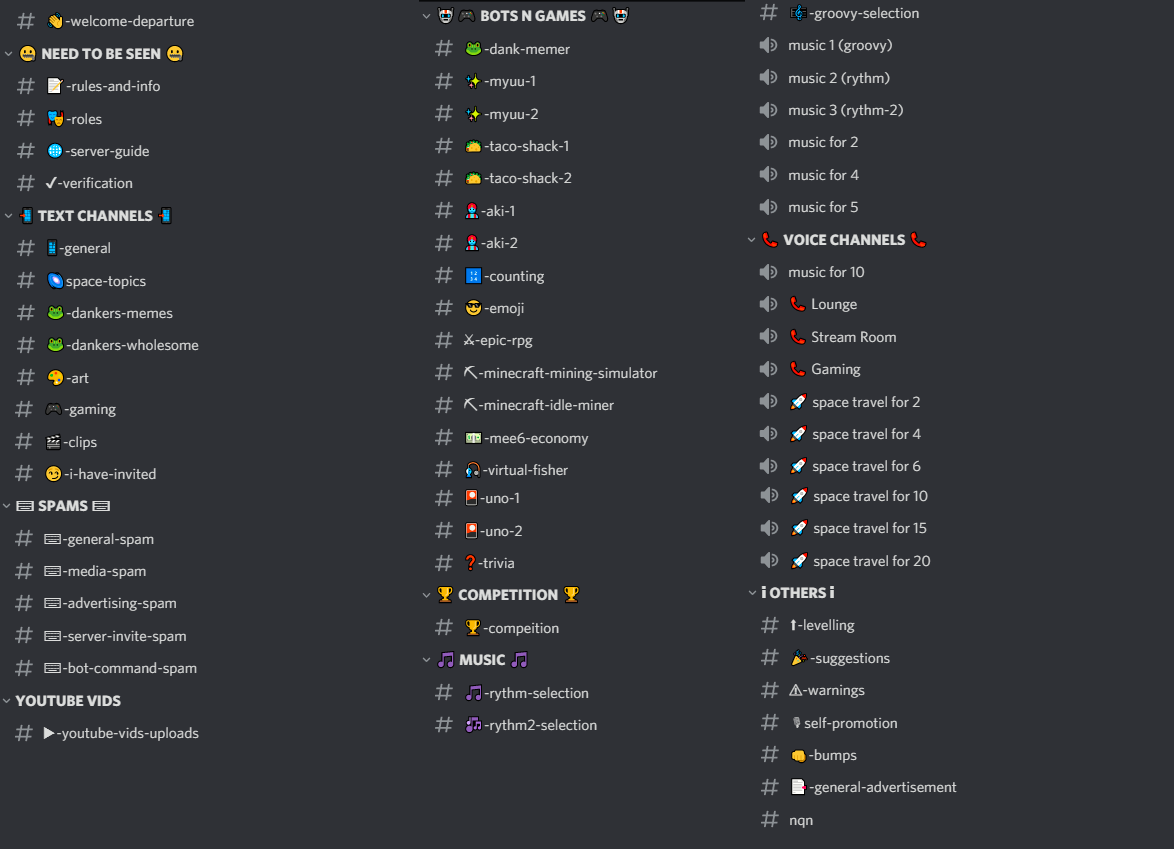 # 👋-welcome-departure
🤐 NEED TO BE SEEN 🤐
# 📝-rules-and-info
# 🎭-roles
# 🌐-server-guide
# ✔-verification
📲 TEXT CHANNELS 📲
# 📱-general
# 🌌space-topics
# 🐸-dankers-memes
# 🐸-dankers-wholesome
# 🎨-art
# 🎮-gaming
# 🎬-clips
# 😏-i-have-invited
⌨ SPAMS ⌨
# ⌨-general-spam
# ⌨-media-spam
# ⌨-advertising-spam
# ⌨-server-invite-spam
# ⌨-bot-command-spam
YOUTUBE VIDS
# ▶-youtube-vids-uploads
🤖 🎮 BOTS N GAMES 🎮 🤖
# 🐸-dank-memer
# ✨-myuu-1
# ✨-myuu-2
# 🌮-taco-shack-1
# 🌮-taco-shack-2
# 🧞-aki-1
# 🧞-aki-2
# 🔢-counting
# 😎-emoji
# ⚔-epic-rpg
# ⛏-minecraft-mining-simulator
# ⛏-minecraft-idle-miner
# 💵-mee6-economy
# 🎧-virtual-fisher
# 🎴-uno-1
# 🎴-uno-2
# ❓-trivia
🏆 COMPETITION 🏆
# 🏆-compeition
🎵 MUSIC 🎵
# 🎵-rythm-selection
# 🎶-rythm2-selection
# 🎼-groovy-selection
music 1 (groovy)
music 2 (rythm)
music 3 (rythm-2)
music for 2
music for 4
music for 5
📞 VOICE CHANNELS 📞
music for 10
📞 Lounge
📞 Stream Room
📞 Gaming
🚀 space travel for 2
🚀 space travel for 4
🚀 space travel for 6
🚀 space travel for 10
🚀 space travel for 15
🚀 space travel for 20
ℹ OTHERS ℹ
# ⬆-levelling
# 🎉-suggestions
# ⚠-warnings
# 🎙self-promotion
# 👊-bumps
# 📑-general-advertisement
# nqn